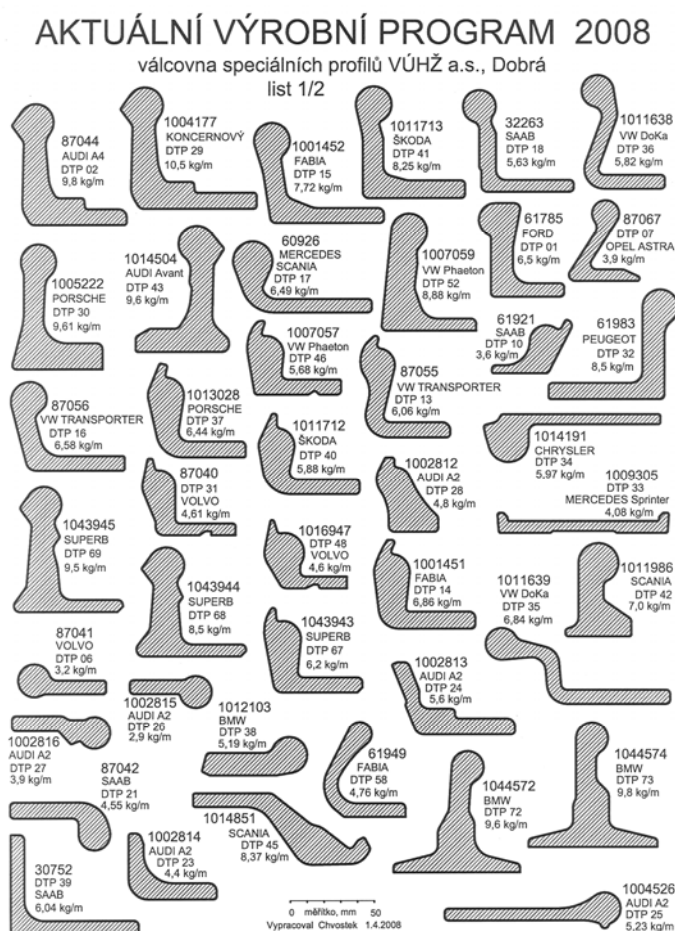 AKTUÁLNÍ VÝROBNÍ PROGRAM 2008
válcovna speciálních profilů VÚHŽ a.s., Dobrá
list 1/2
87044
AUDI A4
DTP 02
9,8 kg/m
1004177
KONCERNOVÝ
DTP 29
10,5 kg/m
1001452
FABIA
DTP 15
7,72 kg/m
1011713
ŠKODA
DTP 41
8,25 kg/m
32263
SAAB
DTP 18
5,63 kg/m
1011638
VW DoKa
DTP 36
5,82 kg/m
1005222
PORSCHE
DTP 30
9,61 kg/m
1014504
AUDI Avant
DTP 43
9,6 kg/m
60926
MERCEDES
SCANIA
DTP 17
6,49 kg/m
1007059
VW Phaeton
DTP 52
8,88 kg/m
61785
FORD
DTP 01
6,5 kg/m
87067
DTP 07
OPEL ASTRA
3,9 kg/m
1007057
VW Phaeton
DTP 46
5,68 kg/m
61921
SAAB
DTP 10
3,6 kg/m
61983
PEUGEOT
DTP 32
8,5 kg/m
87056
VW TRANSPORTER
DTP 16
6,58 kg/m
1013028
PORSCHE
DTP 37
6,44 kg/m
87055
VW TRANSPORTER
DTP 13
6,06 kg/m
1011712
ŠKODA
DTP 40
5,88 kg/m
1014191
CHRYSLER
DTP 34
5,97 kg/m
87040
DTP 31
VOLVO
4,61 kg/m
1002812
AUDI A2
DTP 28
4,8 kg/m
1009305
DTP 33
MERCEDES Sprinter
4,08 kg/m
1043945
SUPERB
DTP 69
9,5 kg/m
1016947
DTP 48
VOLVO
4,6 kg/m
1043944
SUPERB
DTP 68
8,5 kg/m
1001451
FABIA
DTP 14
6,86 kg/m
1011639
VW DoKa
DTP 35
6,84 kg/m
1011986
SCANIA
DTP 42
7,0 kg/m
87041
VOLVO
DTP 06
3,2 kg/m
1043943
SUPERB
DTP 67
6,2 kg/m
1002813
AUDI A2
DTP 24
5,6 kg/m
1002815
AUDI A2
DTP 26
2,9 kg/m
1012103
BMW
DTP 38
5,19 kg/m
1002816
AUDI A2
DTP 27
3,9 kg/m
87042
SAAB
DTP 21
4,55 kg/m
61949
FABIA
DTP 58
4,76 kg/m
1044572
BMW
DTP 72
9,6 kg/m
1044574
BMW
DTP 73
9,8 kg/m
1014851
SCANIA
DTP 45
8,37 kg/m
1002814
AUDI A2
DTP 23
4,4 kg/m
30752
DTP 39
SAAB
6,04 kg/m
1004526
AUDI A2
DTP 25
5,23 kg/m
0 měřítko, mm 50
Vypracoval Chvostek 1.4.2008